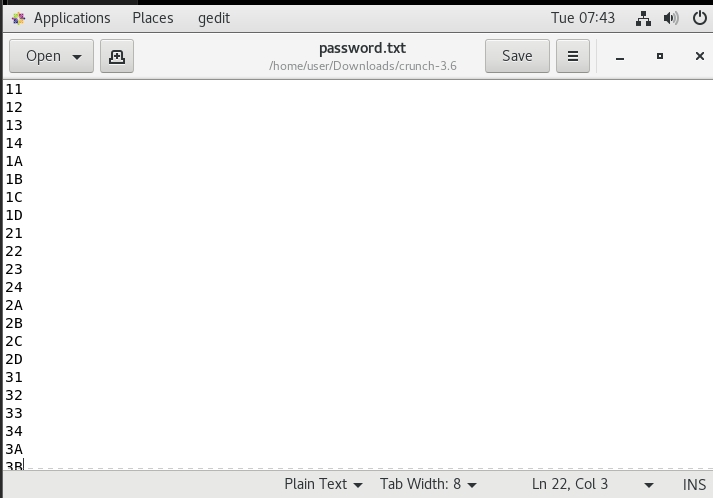 Applications Places gedit Tue 07:43
Open password.txt Save
/home/user/Downloads/crunch-3.6
11
12
13
14
1A
1B
1C
1D
21
22
23
24
2A
2B
2C
2D
31
32
33
34
3A
3B
Plain Text Tab Width: 8 Ln 22, Col 3 INS